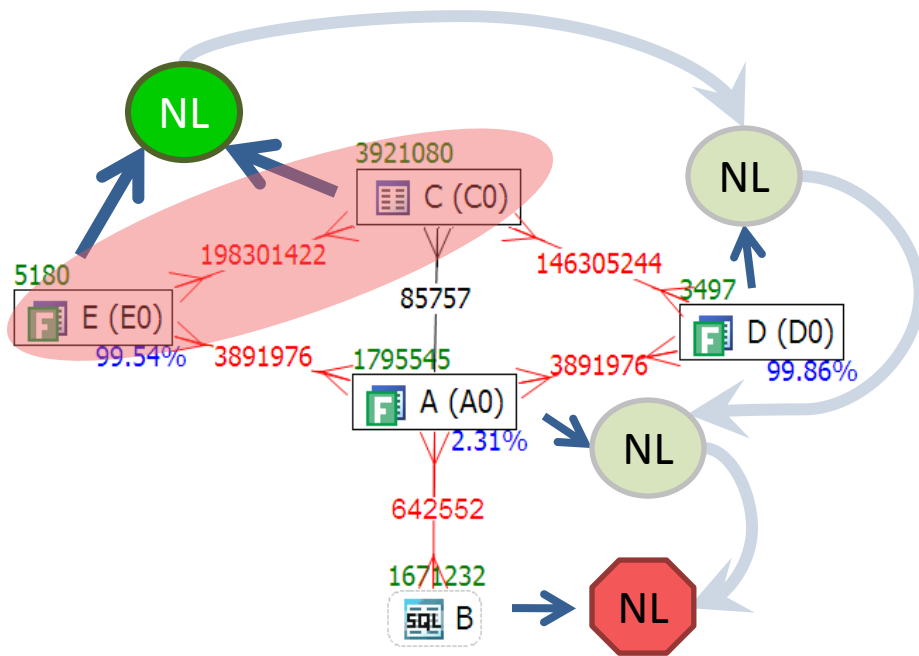 NL
3921080
C (C0)
NL
198301422
146305244
5180
E (E0)
85757
3497
D (D0)
99.54%
3891976
1795545
3891976
99.86%
F
A (A0)
F
F
2.31%
NL
642552
1671232
SQL B
NL